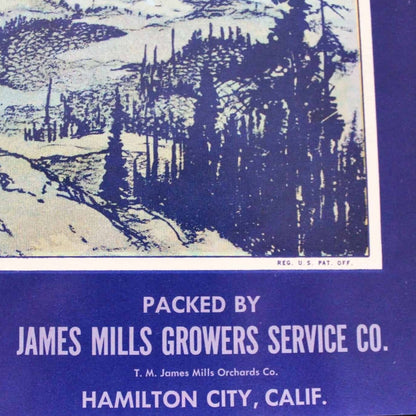 REG. U. S. PAT. OFF.
PACKED BY
JAMES MILLS GROWERS SERVICE CO.
T. M. James Mills Orchards Co.
HAMILTON CITY, CALIF.